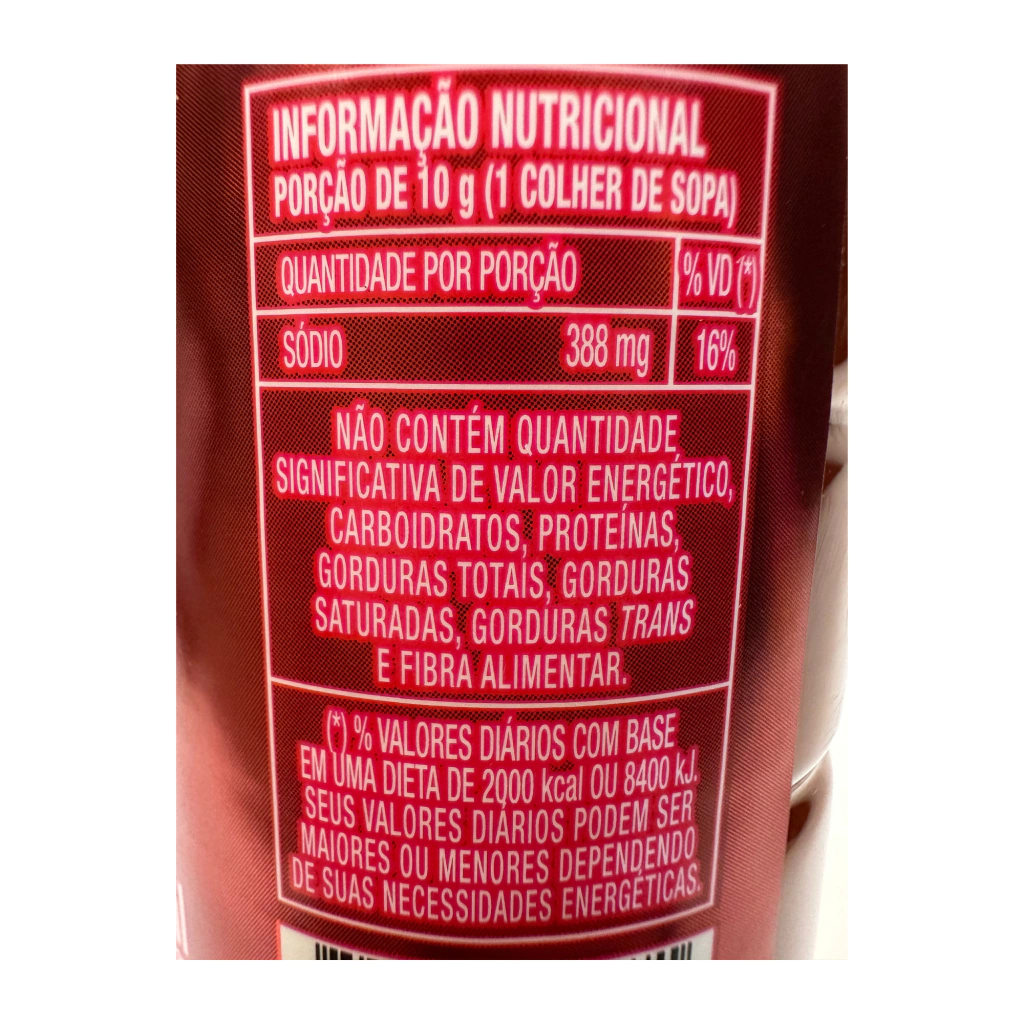 INFORMAÇÃO NUTRICIONAL
PORÇÃO DE 10 g (1 COLHER DE SOPA)
QUANTIDADE POR PORÇÃO % VD (*)
SÓDIO 388 mg 16%
NÃO CONTÉM QUANTIDADE
SIGNIFICATIVA DE VALOR ENERGÉTICO,
CARBOIDRATOS, PROTEÍNAS,
GORDURAS TOTAIS, GORDURAS
SATURADAS, GORDURAS TRANS
E FIBRA ALIMENTAR.
(*) % VALORES DIÁRIOS COM BASE
EM UMA DIETA DE 2000 kcal OU 8400 kJ.
SEUS VALORES DIÁRIOS PODEM SER
MAIORES OU MENORES DEPENDENDO
DE SUAS NECESSIDADES ENERGÉTICAS.